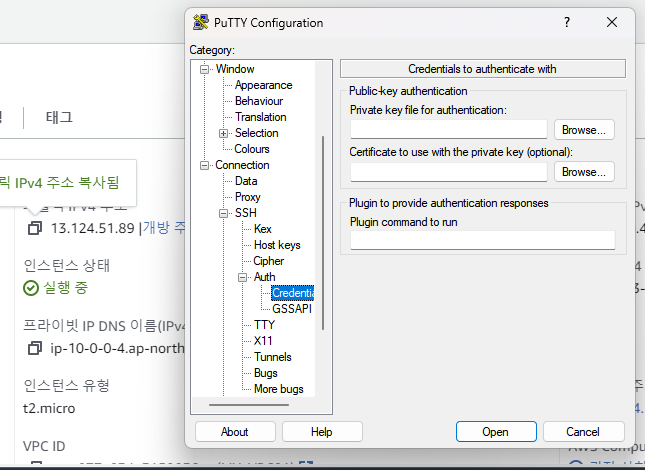 PuTTY Configuration
?
Category:
Window
Appearance
Behaviour
Translation
Selection
Colours
Connection
Data
Proxy
SSH
Kex
Host keys
Cipher
Auth
Credentia
GSSAPI
TTY
X11
Tunnels
Bugs
More bugs
Credentials to authenticate with
Public-key authentication
Private key file for authentication:
Browse...
Certificate to use with the private key (optional):
Browse...
Plugin to provide authentication responses
Plugin command to run
About
Help
Open
Cancel
태그
릭 IPv4 주소 복사됨
13.124.51.89 |개방 주
인스턴스 상태
실행 중
프라이빗 IP DNS 이름(IPv4
ip-10-0-0-4.ap-north
인스턴스 유형
t2.micro
VPC ID